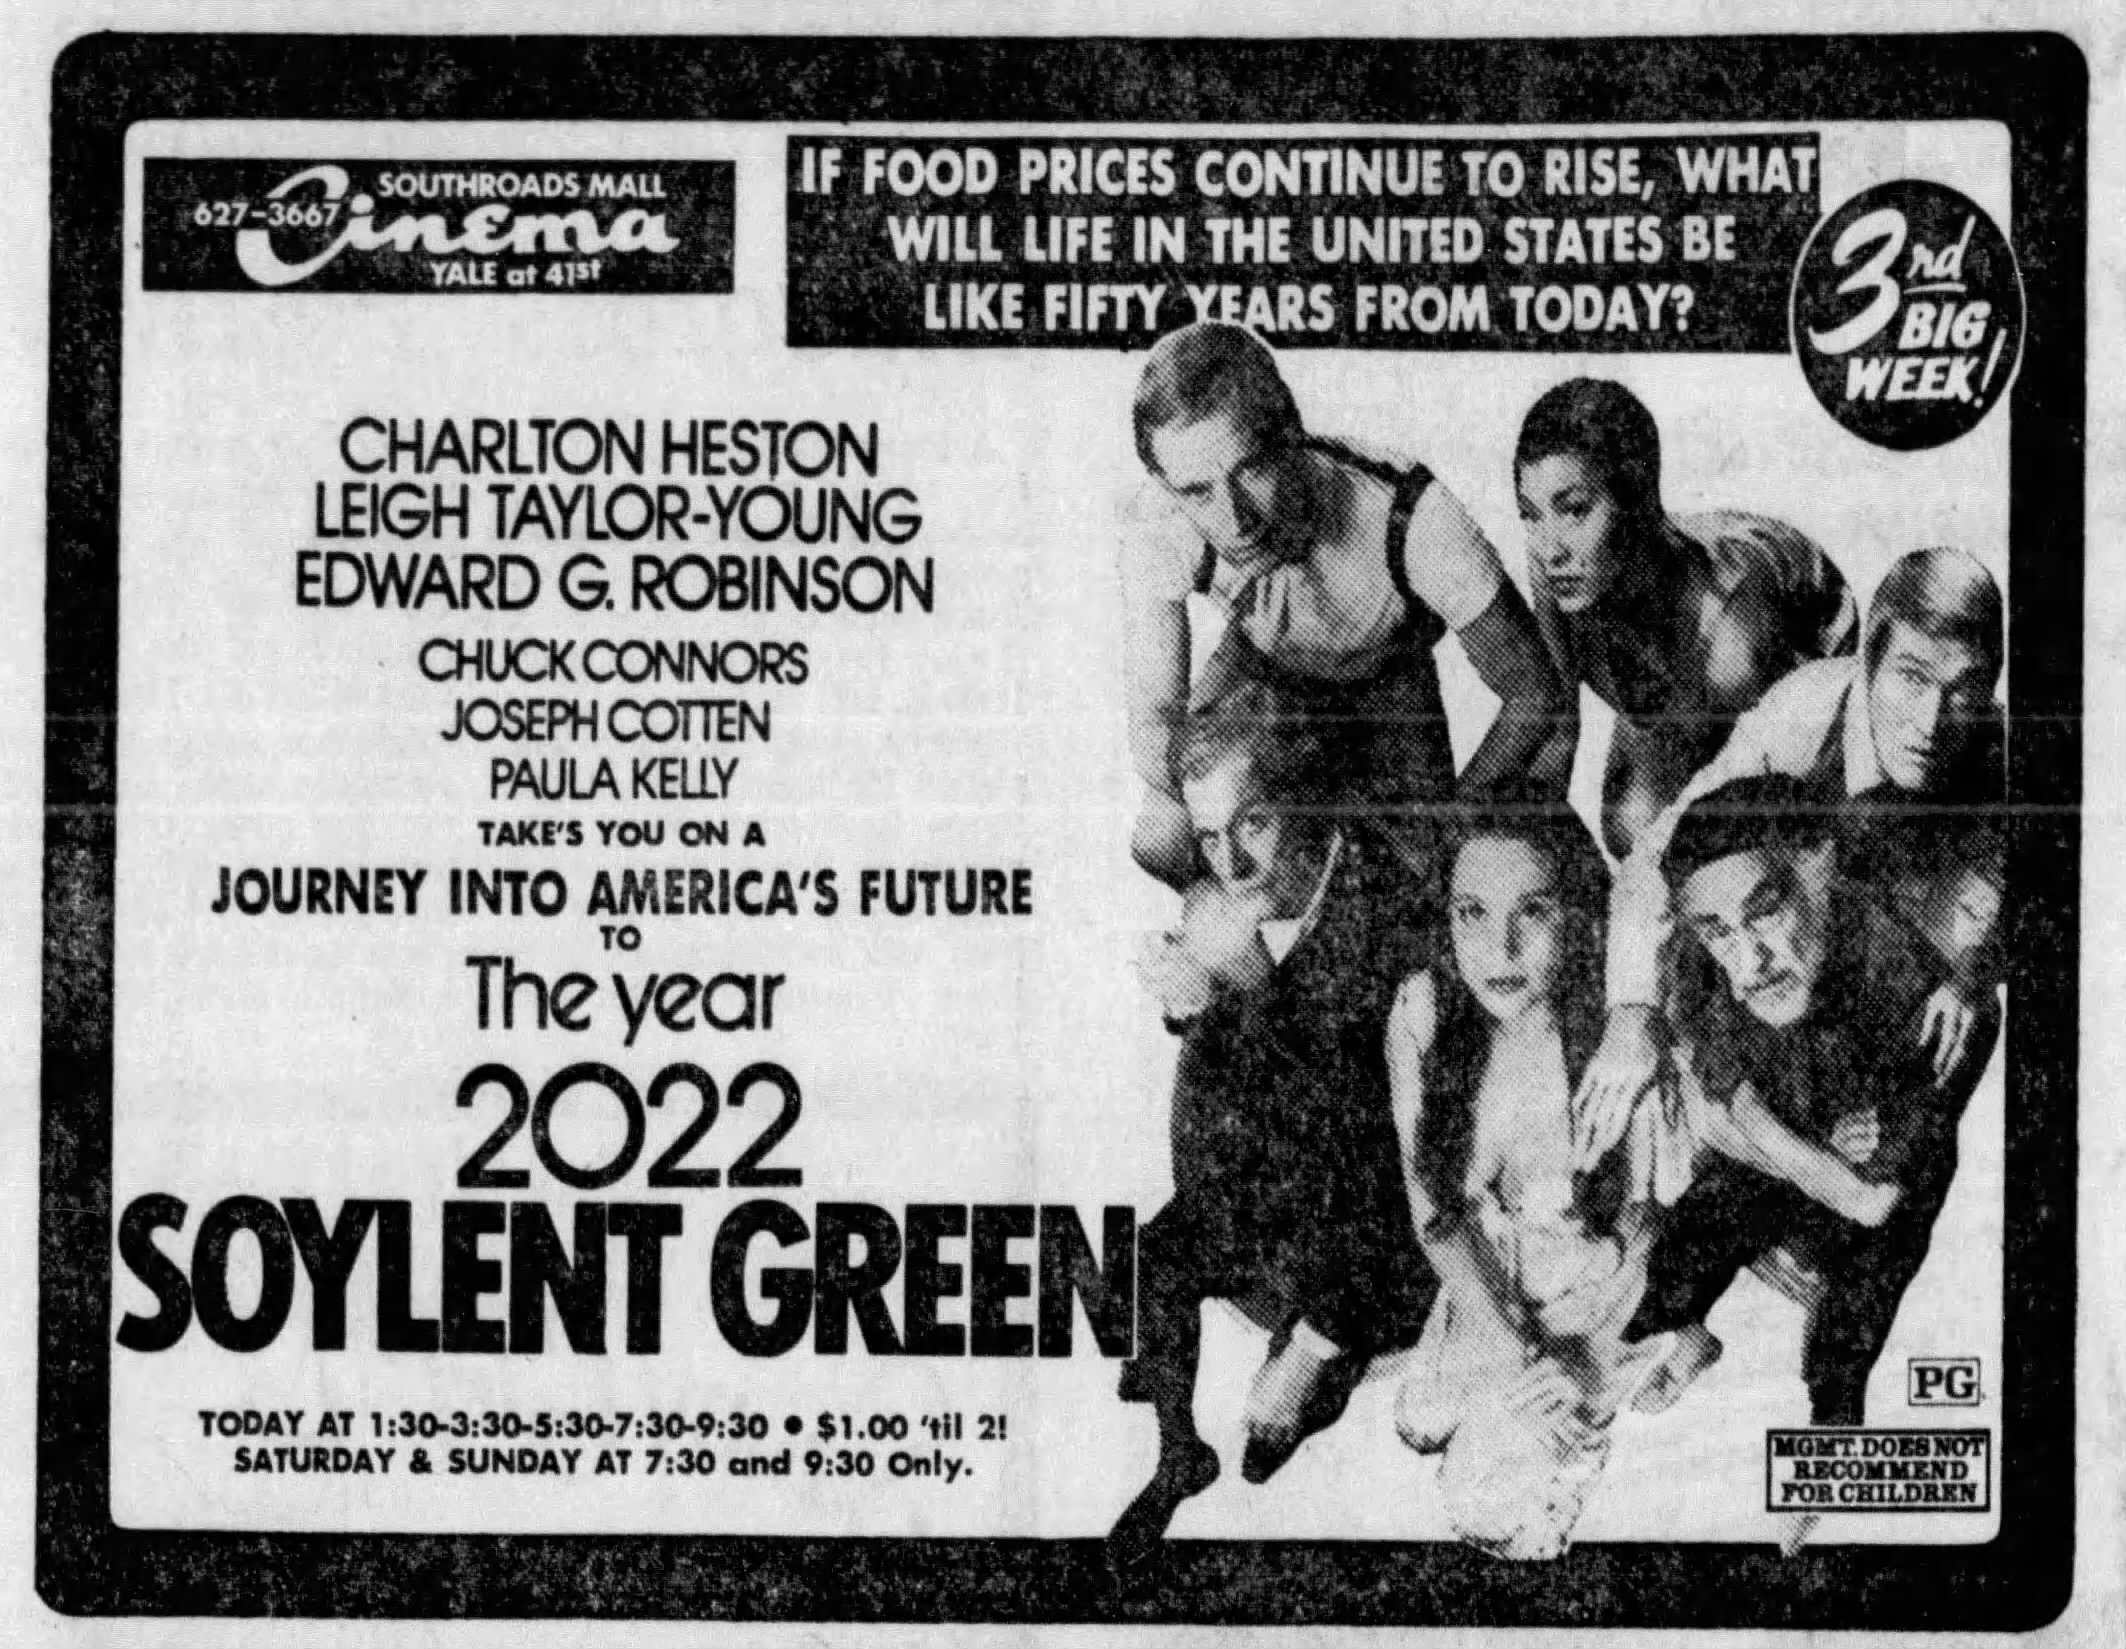 SOUTHROADS MALL
627-3667 Cinema
YALE at 41st
IF FOOD PRICES CONTINUE TO RISE, WHAT
WILL LIFE IN THE UNITED STATES BE
LIKE FIFTY YEARS FROM TODAY?
3rd
BIG
WEEK!
CHARLTON HESTON
LEIGH TAYLOR-YOUNG
EDWARD G. ROBINSON
CHUCK CONNORS
JOSEPH COTTEN
PAULA KELLY
TAKE'S YOU ON A
JOURNEY INTO AMERICA'S FUTURE
TO
The year
2022
SOYLENT GREEN
TODAY AT 1:30-3:30-5:30-7:30-9:30 • $1.00 'til 2!
SATURDAY & SUNDAY AT 7:30 and 9:30 Only.
PG
MGMT. DOES NOT
RECOMMEND
FOR CHILDREN